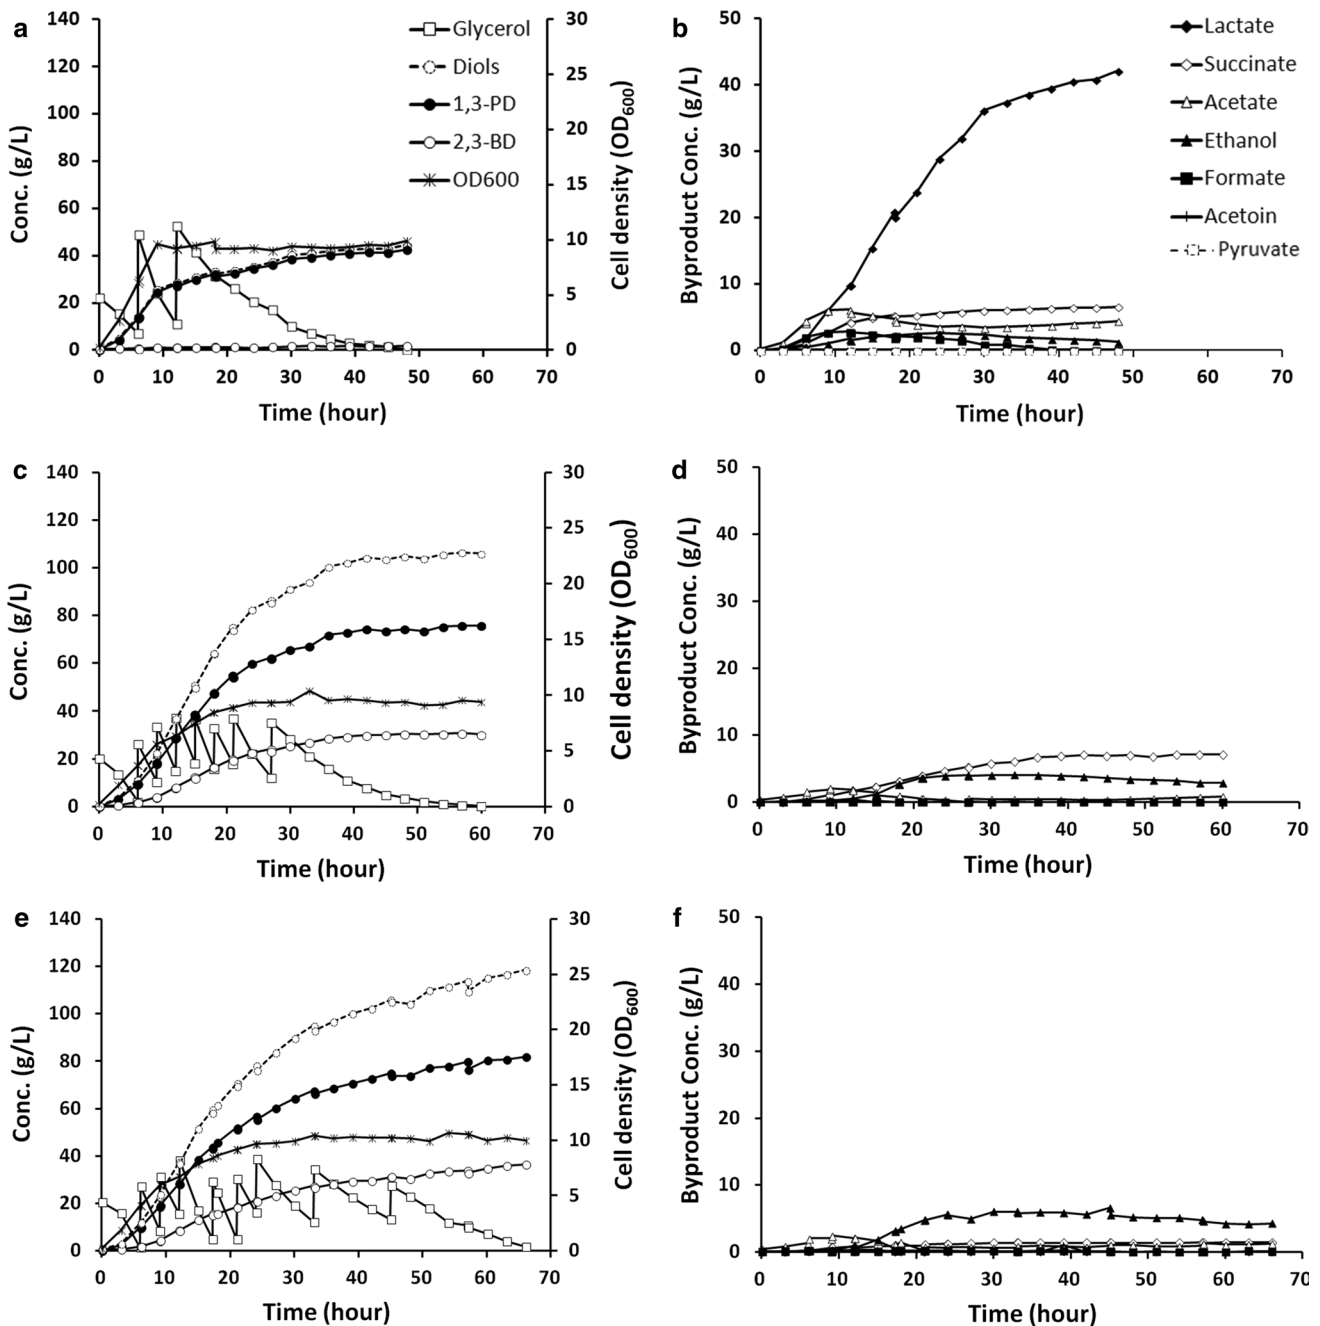 a
140
120
100
80
60
40
20
0
Conc. (g/L)
0 10 20 30 40 50 60 70
Time (hour)
30
25
20
15
10
5
0
Cell density (OD600)
Glycerol
Diols
1,3-PD
2,3-BD
OD600
b
50
40
30
20
10
0
Byproduct Conc. (g/L)
0 10 20 30 40 50 60 70
Time (hour)
Lactate
Succinate
Acetate
Ethanol
Formate
Acetoin
Pyruvate
c
140
120
100
80
60
40
20
0
Conc. (g/L)
0 10 20 30 40 50 60 70
Time (hour)
30
25
20
15
10
5
0
Cell density (OD600)
d
50
40
30
20
10
0
Byproduct Conc. (g/L)
0 10 20 30 40 50 60 70
Time (hour)
e
140
120
100
80
60
40
20
0
Conc. (g/L)
0 10 20 30 40 50 60 70
Time (hour)
30
25
20
15
10
5
0
Cell density (OD600)
f
50
40
30
20
10
0
Byproduct Conc. (g/L)
0 10 20 30 40 50 60 70
Time (hour)